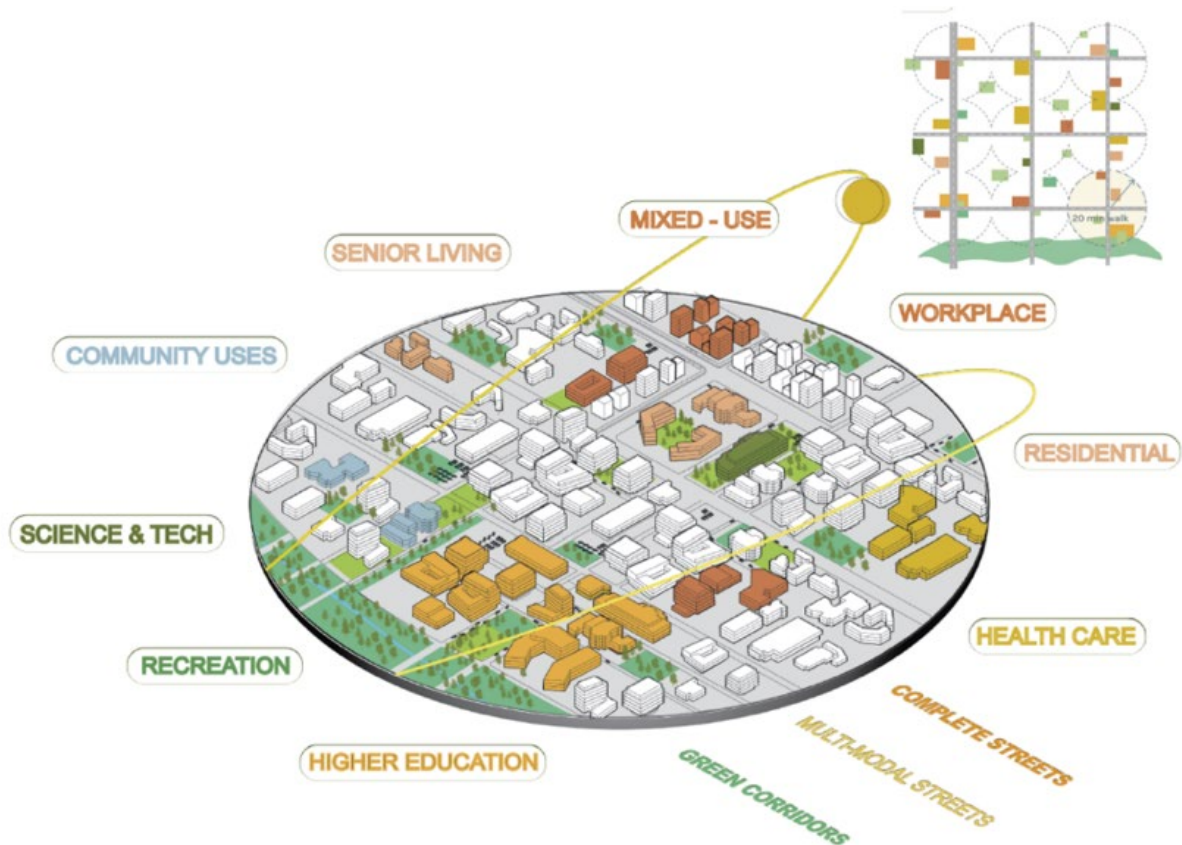 20 min walk
MIXED - USE
SENIOR LIVING
WORKPLACE
COMMUNITY USES
RESIDENTIAL
SCIENCE & TECH
HEALTH CARE
RECREATION
COMPLETE STREETS
MULTI-MODAL STREETS
GREEN CORRIDORS
HIGHER EDUCATION